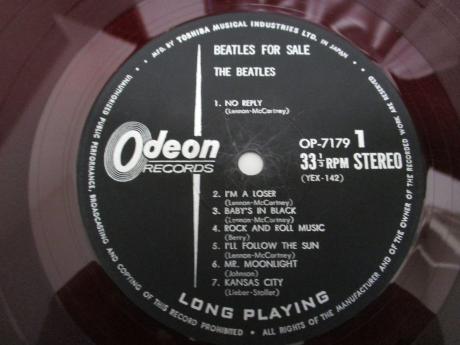 MFD. BY TOSHIBA MUSICAL INDUSTRIES LTD. IN JAPAN •
BEATLES FOR SALE
THE BEATLES
1. NO REPLY
(Lennon-McCartney)
Odeon
RECORDS
OP-7179 1
33⅓ RPM STEREO
(YEX-142)
2. I'M A LOSER
(Lennon-McCartney)
3. BABY'S IN BLACK
(Lennon-McCartney)
4. ROCK AND ROLL MUSIC
(Berry)
5. I'LL FOLLOW THE SUN
(Lennon-McCartney)
6. MR. MOONLIGHT
(Johnson)
7. KANSAS CITY
(Lieber-Stoller)
LONG PLAYING
UNAUTHORIZED PUBLIC PERFORMANCE, BROADCASTING AND COPYING OF THIS RECORD PROHIBITED • ALL RIGHTS OF THE MANUFACTURER AND OF THE OWNER OF THE RECORDED WORK ARE RESERVED.